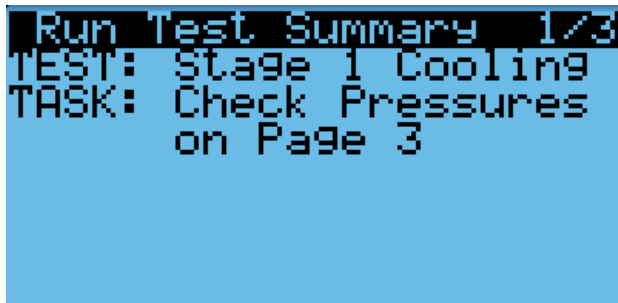 Run Test Summary 1/3
TEST: Stage 1 Cooling
TASK: Check Pressures
on Page 3